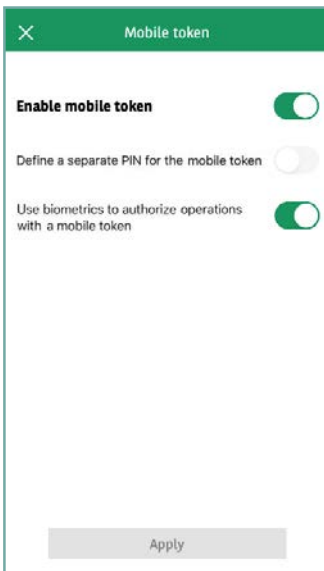 Mobile token
Enable mobile token
Define a separate PIN for the mobile token
Use biometrics to authorize operations
with a mobile token
Apply